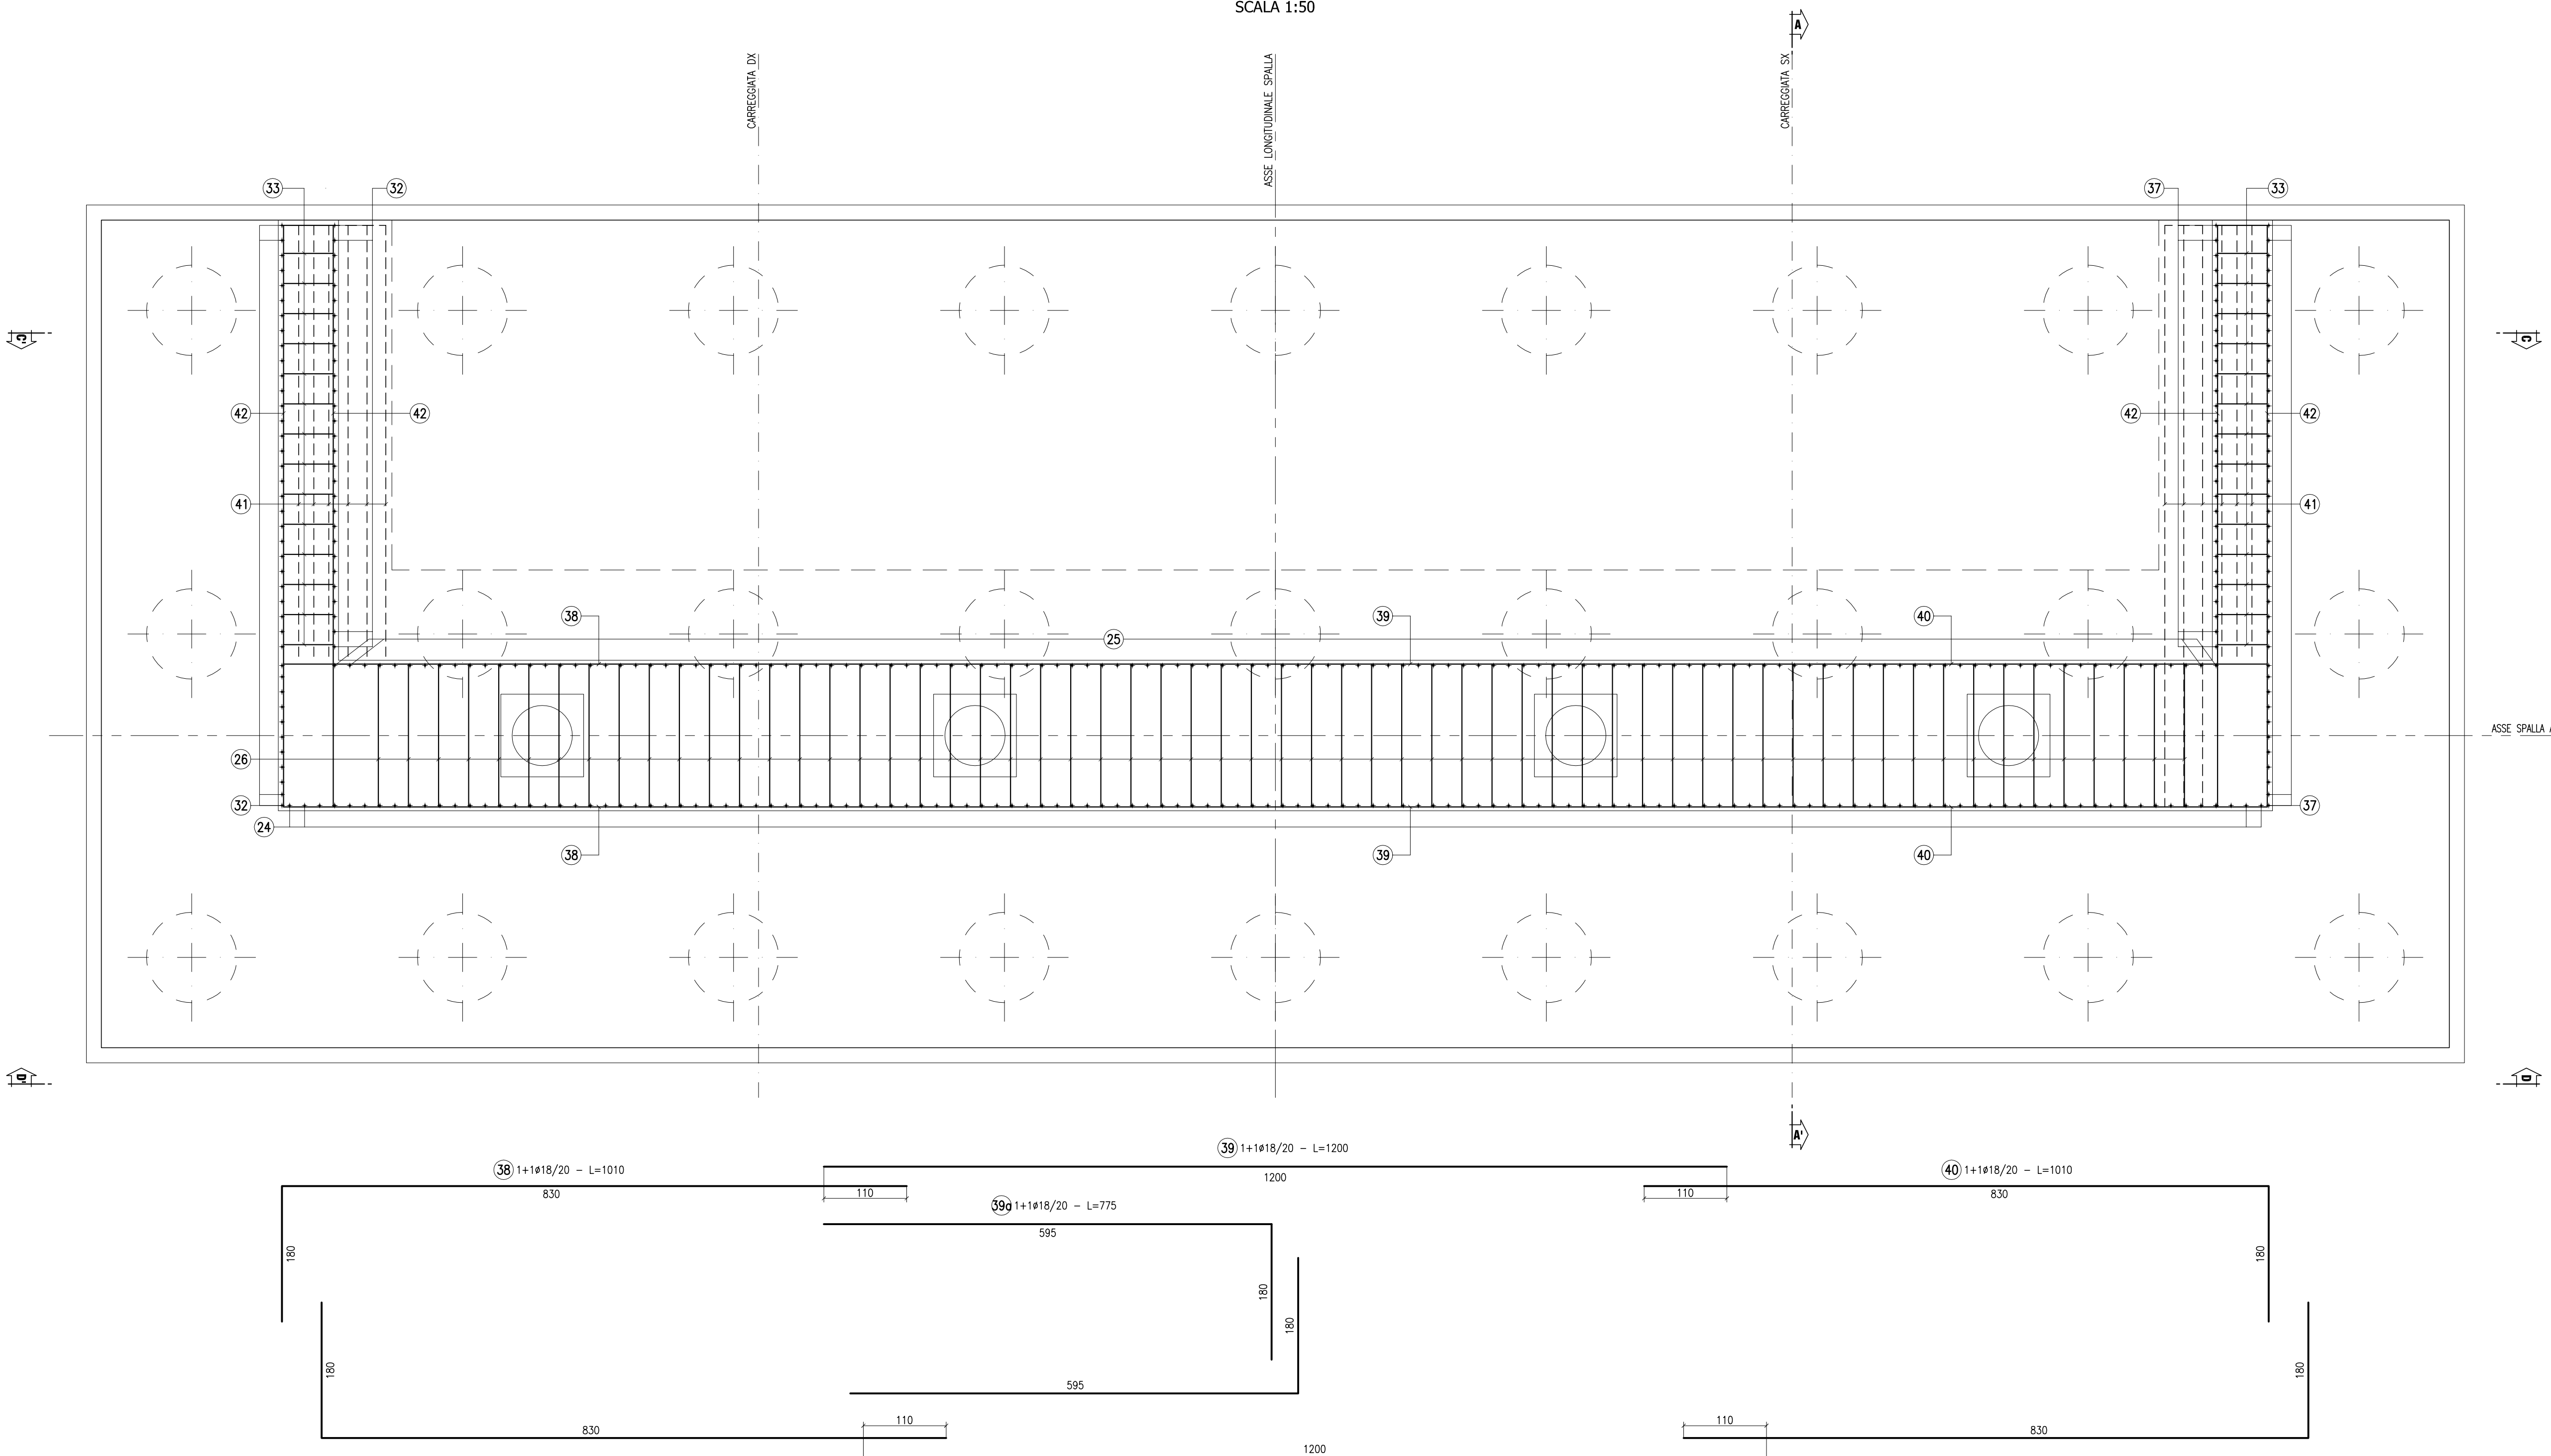 SCALA 1:50
A
CARREGGIATA DX
ASSE LONGITUDINALE SPALLA
CARREGGIATA SX
33
32
37
33
C'
C
42
42
42
42
41
41
38
39
40
25
ASSE SPALLA
26
32
37
24
38
39
40
D'
D
A'
39 1+1ø18/20 - L=1200
38 1+1ø18/20 - L=1010
40 1+1ø18/20 - L=1010
1200
830
110
110
830
39a 1+1ø18/20 - L=775
595
180
180
180
180
180
180
595
110
110
830
830
1200